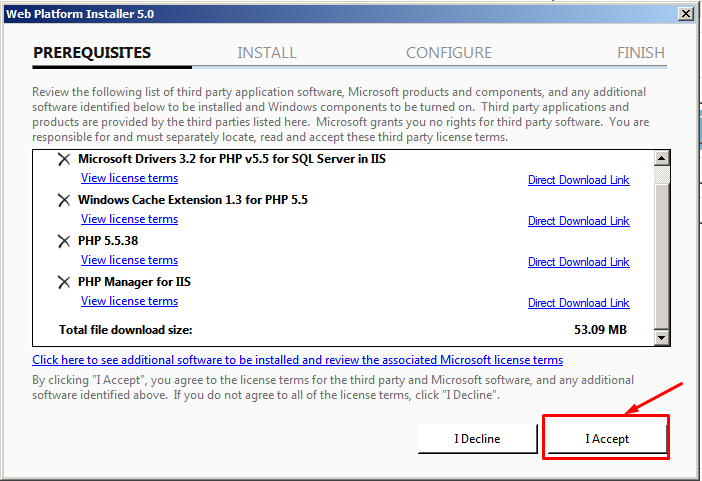 Web Platform Installer 5.0
PREREQUISITES INSTALL CONFIGURE FINISH
Review the following list of third party application software, Microsoft products and components, and any additional
software identified below to be installed and Windows components to be turned on.  Third party applications and
products are provided by the third parties listed here.  Microsoft grants you no rights for third party software.  You are
responsible for and must separately locate, read and accept these third party license terms.
Microsoft Drivers 3.2 for PHP v5.5 for SQL Server in IIS
View license terms Direct Download Link
Windows Cache Extension 1.3 for PHP 5.5
View license terms Direct Download Link
PHP 5.5.38
View license terms Direct Download Link
PHP Manager for IIS
View license terms Direct Download Link
Total file download size: 53.09 MB
Click here to see additional software to be installed and review the associated Microsoft license terms
By clicking "I Accept", you agree to the license terms for the third party and Microsoft software, and any additional
software identified above.  If you do not agree to all of the license terms, click "I Decline".
I Decline I Accept